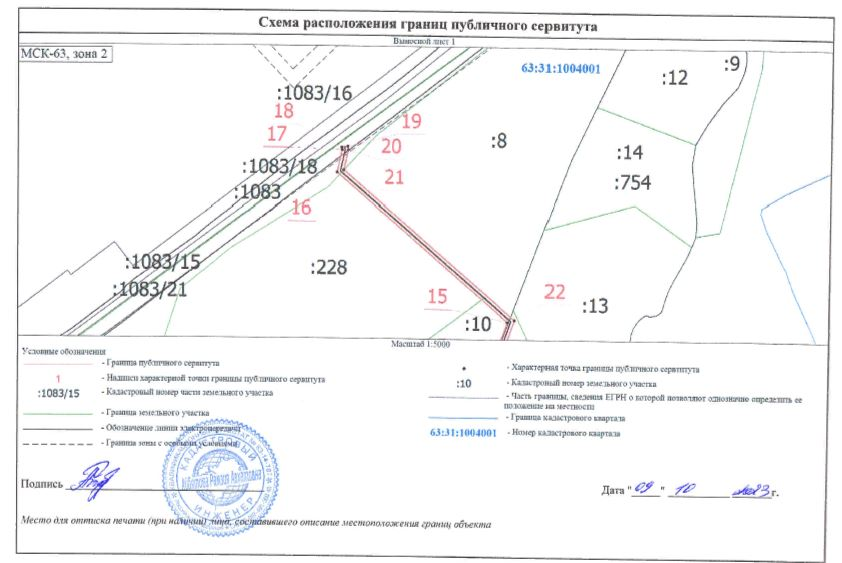 Схема расположения границ публичного сервитута
Выносной лист 1
МСК-63, зона 2
63:31:1004001
:9
:12
:1083/16
18
17
19
20
:8
:14
:1083/18
21
:754
:1083
16
:1083/15
:228
:1083/21
15
22
:13
:10
Масштаб 1:5000
Условные обозначения
- Граница публичного сервитута
1 - Надписи характерной точки границы публичного сервитута
:1083/15 - Кадастровый номер части земельного участка
- Граница земельного участка
- Обозначение линии электропередач
- Граница зоны с особыми условиями
- Характерная точка границы публичного сервитута
:10 - Кадастровый номер земельного участка
- Часть границы, сведения ЕГРН о которой позволяют однозначно определить ее
положение на местности
- Граница кадастрового квартала
63:31:1004001 - Номер кадастрового квартала
КАДАСТРОВЫЙ
ИНЖЕНЕР
Подпись
Дата "09" 10 2023 г.
Место для оттиска печати (при наличии) лица, составившего описание местоположения границ объекта